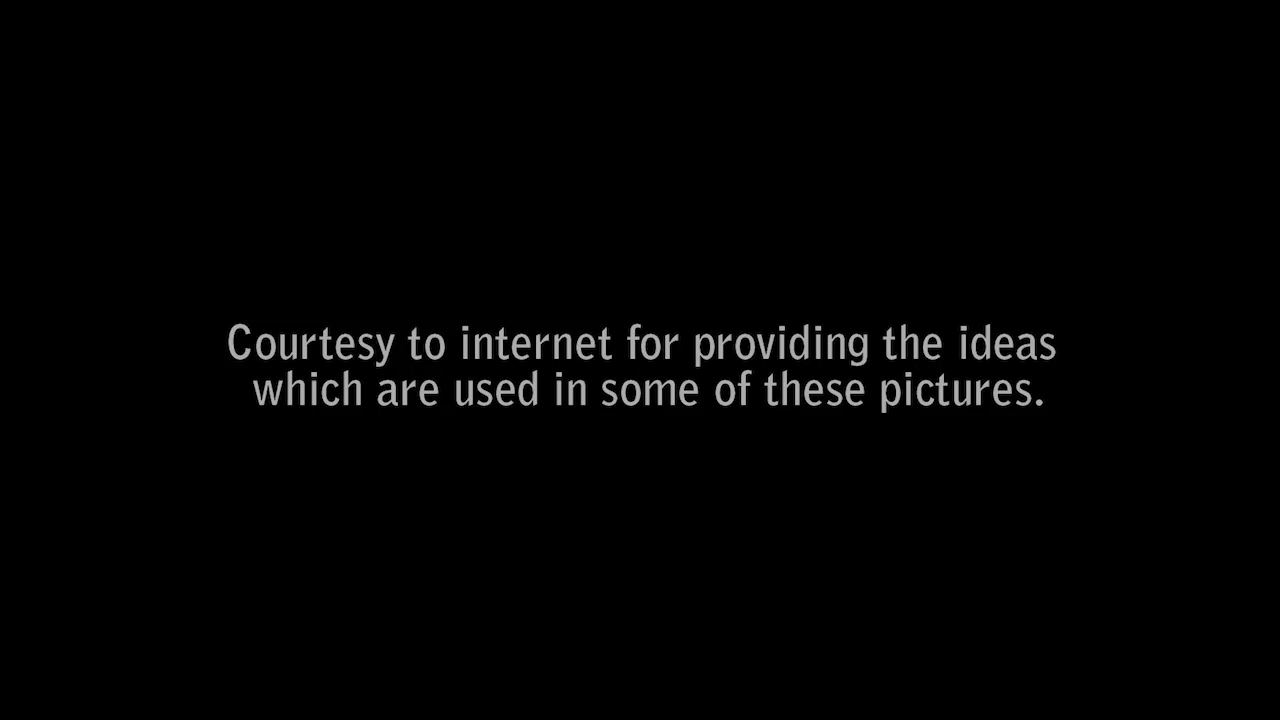 Courtesy to internet for providing the ideas
which are used in some of these pictures.